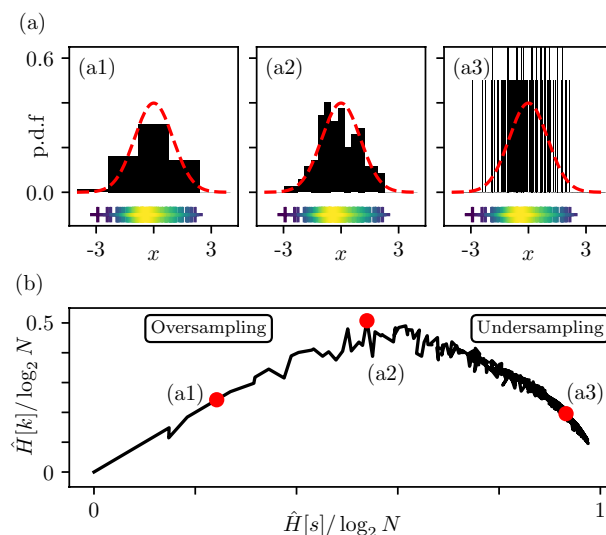 (a)
0.6
p.d.f
0.0
(a1)
(a2)
(a3)
-3 3 -3 3 -3 3
x x x
(b)
0.5
Ĥ[k]/log₂ N
0
Oversampling
Undersampling
(a1)
(a2)
(a3)
0 1
Ĥ[s]/log₂ N